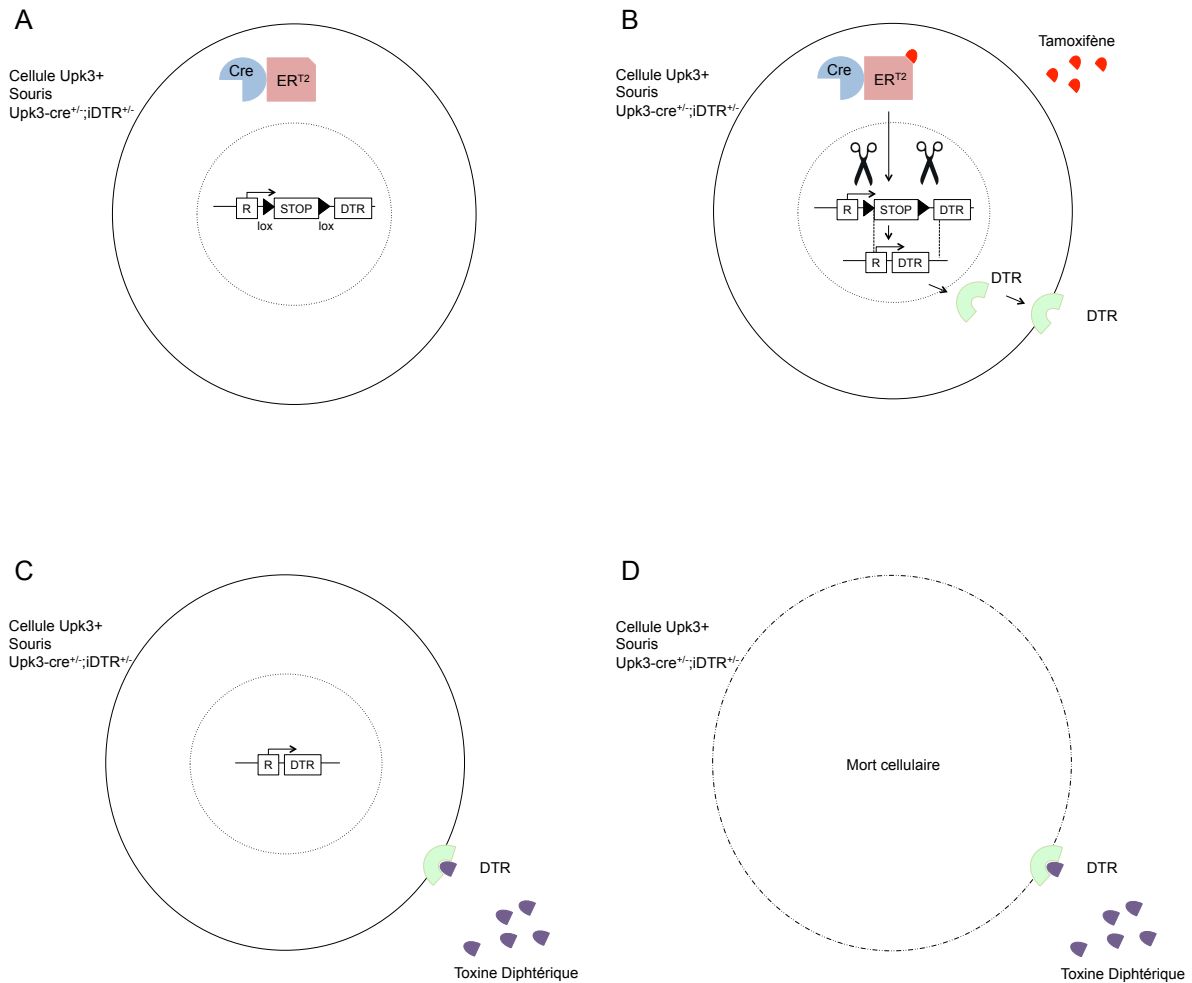 A
Cellule Upk3+
Souris
Upk3-cre+/-;iDTR+/-
Cre
ERT2
R
STOP
DTR
lox
lox
B
Cellule Upk3+
Souris
Upk3-cre+/-;iDTR+/-
Cre
ERT2
Tamoxifène
R
STOP
DTR
R
DTR
DTR
DTR
C
Cellule Upk3+
Souris
Upk3-cre+/-;iDTR+/-
R
DTR
DTR
Toxine Diphtérique
D
Cellule Upk3+
Souris
Upk3-cre+/-;iDTR+/-
Mort cellulaire
DTR
Toxine Diphtérique